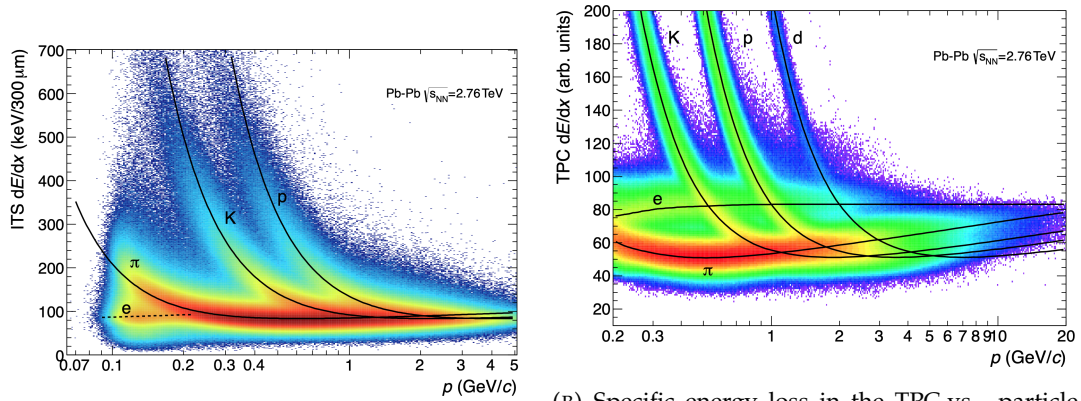 700
600
500
400
300
200
100
0
ITS dE/dx (keV/300 μm)
Pb-Pb √sNN=2.76 TeV
π
e
K
p
0.07 0.1 0.2 0.3 0.4 1 2 3 4 5
p (GeV/c)
200
180
160
140
120
100
80
60
40
20
TPC dE/dx (arb. units)
K p d
Pb-Pb √sNN=2.76 TeV
e
π
0.2 0.3 1 2 3 4 5 6 7 8 9 10 20
p (GeV/c)
(B) Specific energy loss in the TPC vs. particle